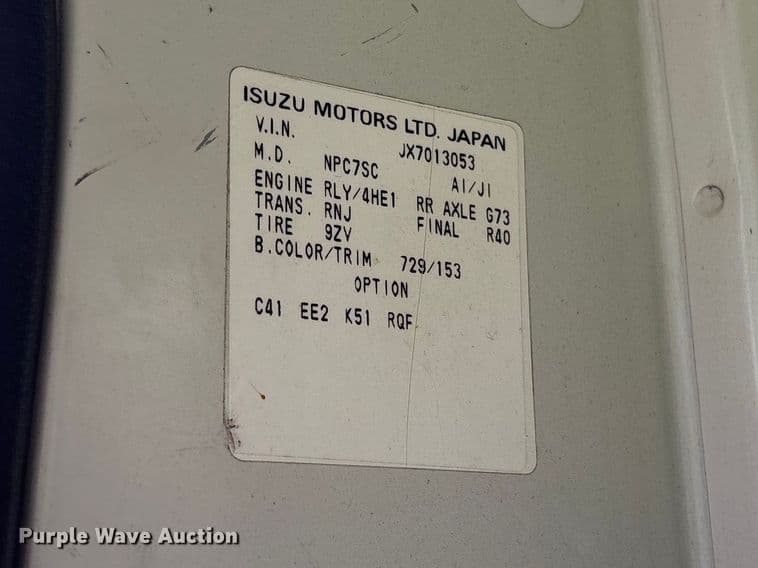 ISUZU MOTORS LTD. JAPAN
V.I.N. JX7013053
M.D. NPC7SC A1/J1
ENGINE RLY/4HE1 RR AXLE G73
TRANS. RNJ FINAL R40
TIRE 9ZV
B.COLOR/TRIM 729/153
OPTION
C41 EE2 K51 RQF
Purple Wave Auction